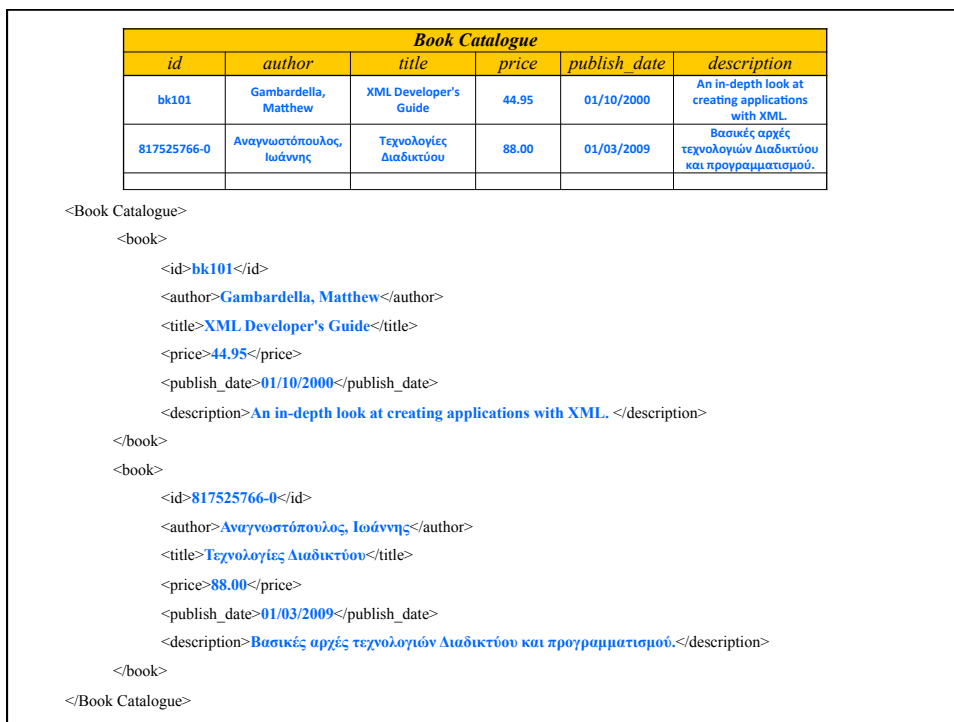 Book Catalogue
id author title price publish_date description
bk101 Gambardella, Matthew XML Developer's Guide 44.95 01/10/2000 An in-depth look at creating applications with XML.
817525766-0 Αναγνωστόπουλος, Ιωάννης Τεχνολογίες Διαδικτύου 88.00 01/03/2009 Βασικές αρχές τεχνολογιών Διαδικτύου και προγραμματισμού.
<Book Catalogue>
<book>
<id>bk101</id>
<author>Gambardella, Matthew</author>
<title>XML Developer's Guide</title>
<price>44.95</price>
<publish_date>01/10/2000</publish_date>
<description>An in-depth look at creating applications with XML. </description>
</book>
<book>
<id>817525766-0</id>
<author>Αναγνωστόπουλος, Ιωάννης</author>
<title>Τεχνολογίες Διαδικτύου</title>
<price>88.00</price>
<publish_date>01/03/2009</publish_date>
<description>Βασικές αρχές τεχνολογιών Διαδικτύου και προγραμματισμού.</description>
</book>
</Book Catalogue>